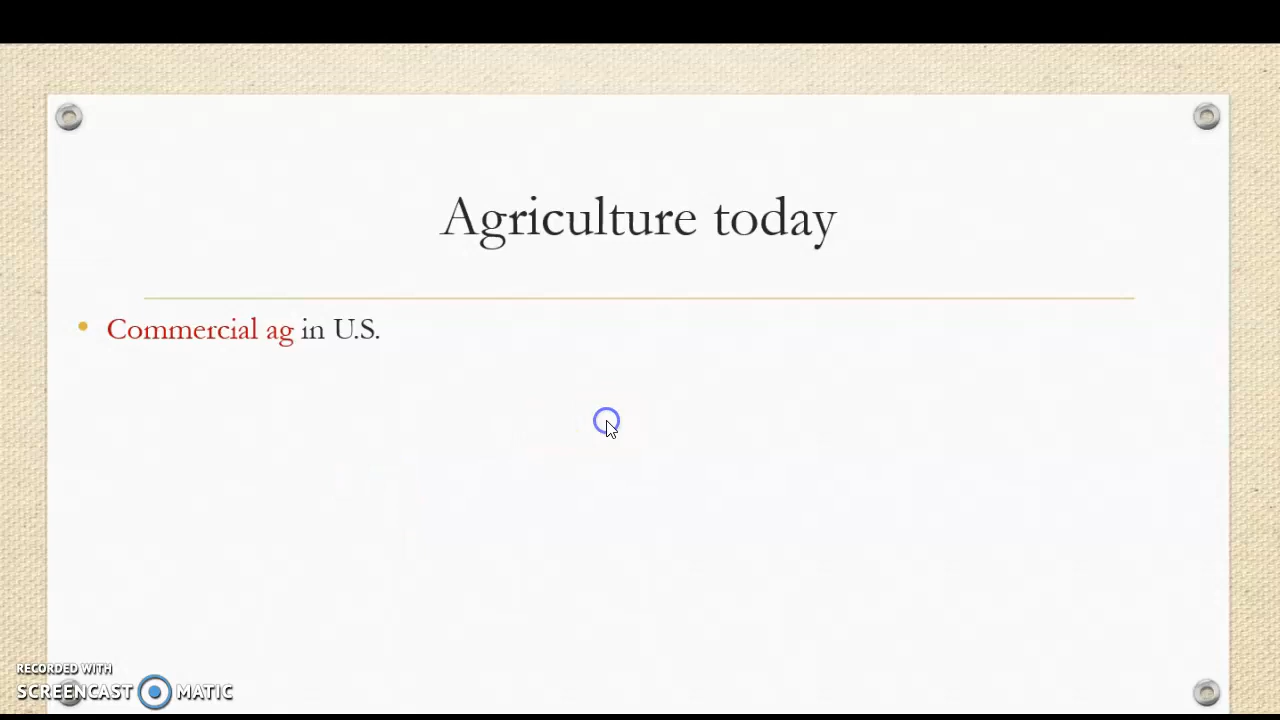 Agriculture today
• Commercial ag in U.S.
RECORDED WITH
SCREENCAST MATIC